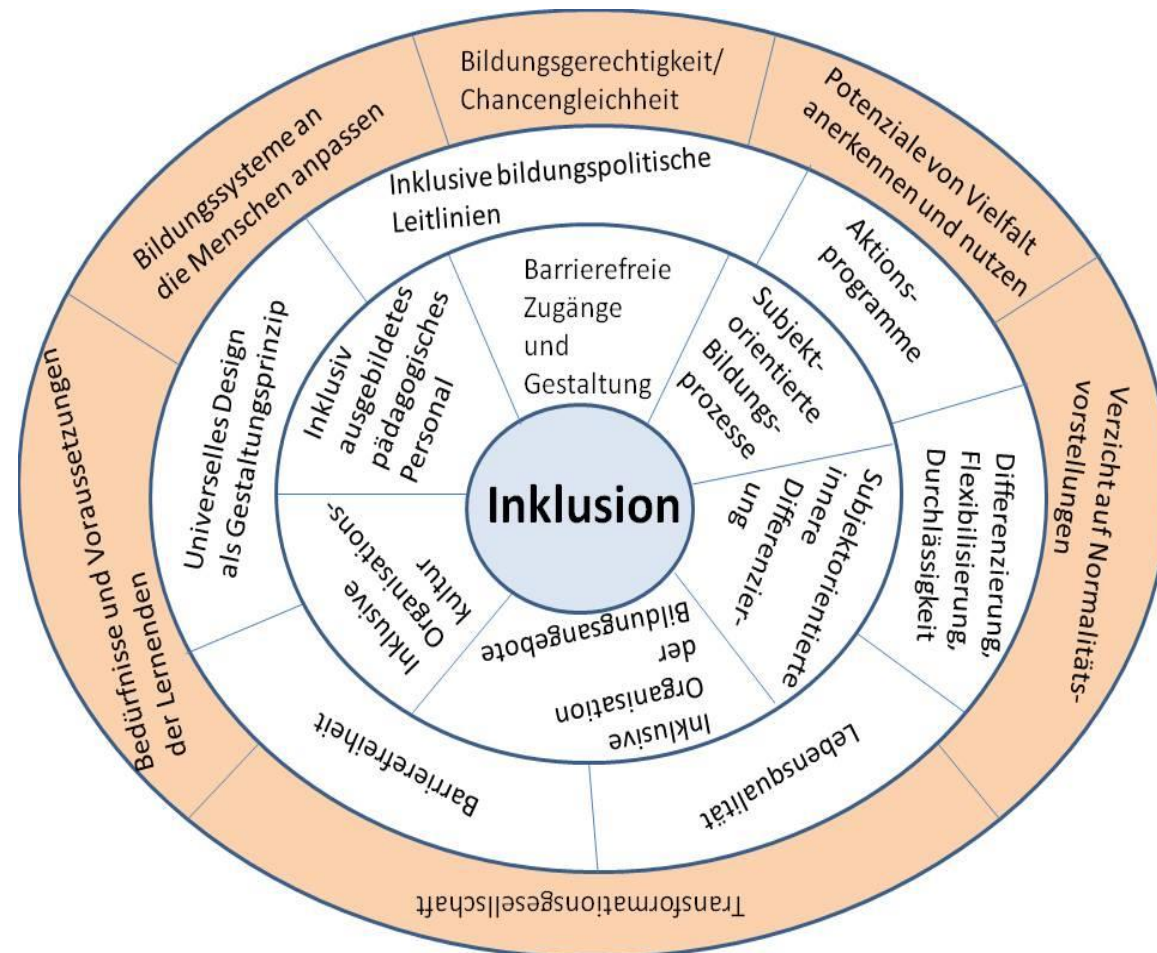 Bildungsgerechtigkeit/
Chancengleichheit
Potenziale von Vielfalt
anerkennen und nutzen
Verzicht auf Normalitäts-
vorstellungen
Transformationsgesellschaft
Bedürfnisse und Voraussetzungen
der Lernenden
Bildungssysteme an
die Menschen anpassen
Inklusive bildungspolitische
Leitlinien
Aktions-
programme
Differenzierung,
Flexibilisierung,
Durchlässigkeit
Lebensqualität
Barrierefreiheit
Universelles Design
als Gestaltungsprinzip
Barrierefreie
Zugänge
und
Gestaltung
Subjekt-
orientierte
Bildungs-
prozesse
Subjektorientierte
innere
Differenzier-
ung
Inklusive
Organisation
der
Bildungsangebote
Inklusive
Organisations-
kultur
Inklusiv
ausgebildetes
pädagogisches
Personal
Inklusion